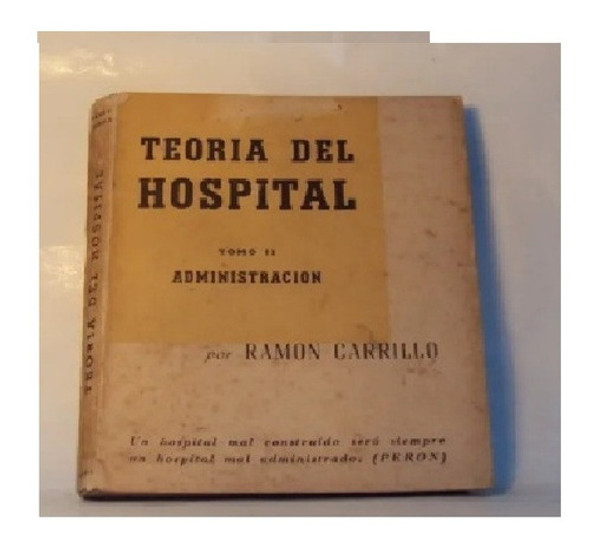 TEORIA DEL
HOSPITAL
TOMO II
ADMINISTRACION
por RAMON CARRILLO
Un hospital mal construído será siempre
un hospital mal administrado. (PERON)
TEORIA DEL HOSPITAL